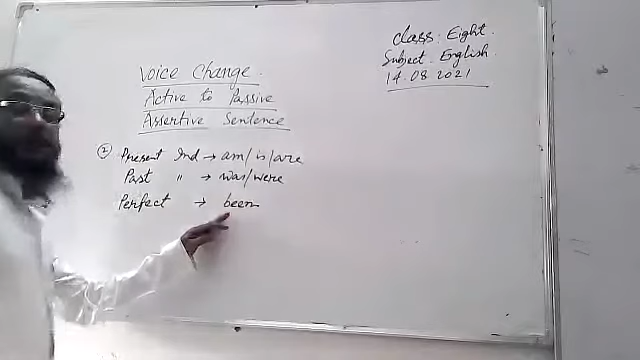 Class : Eight.
Subject : English.
14.08.2021
Voice Change.
Active to Passive
Assertive Sentence
② Present Ind → am/is/are
Past " → was/were
Perfect → been